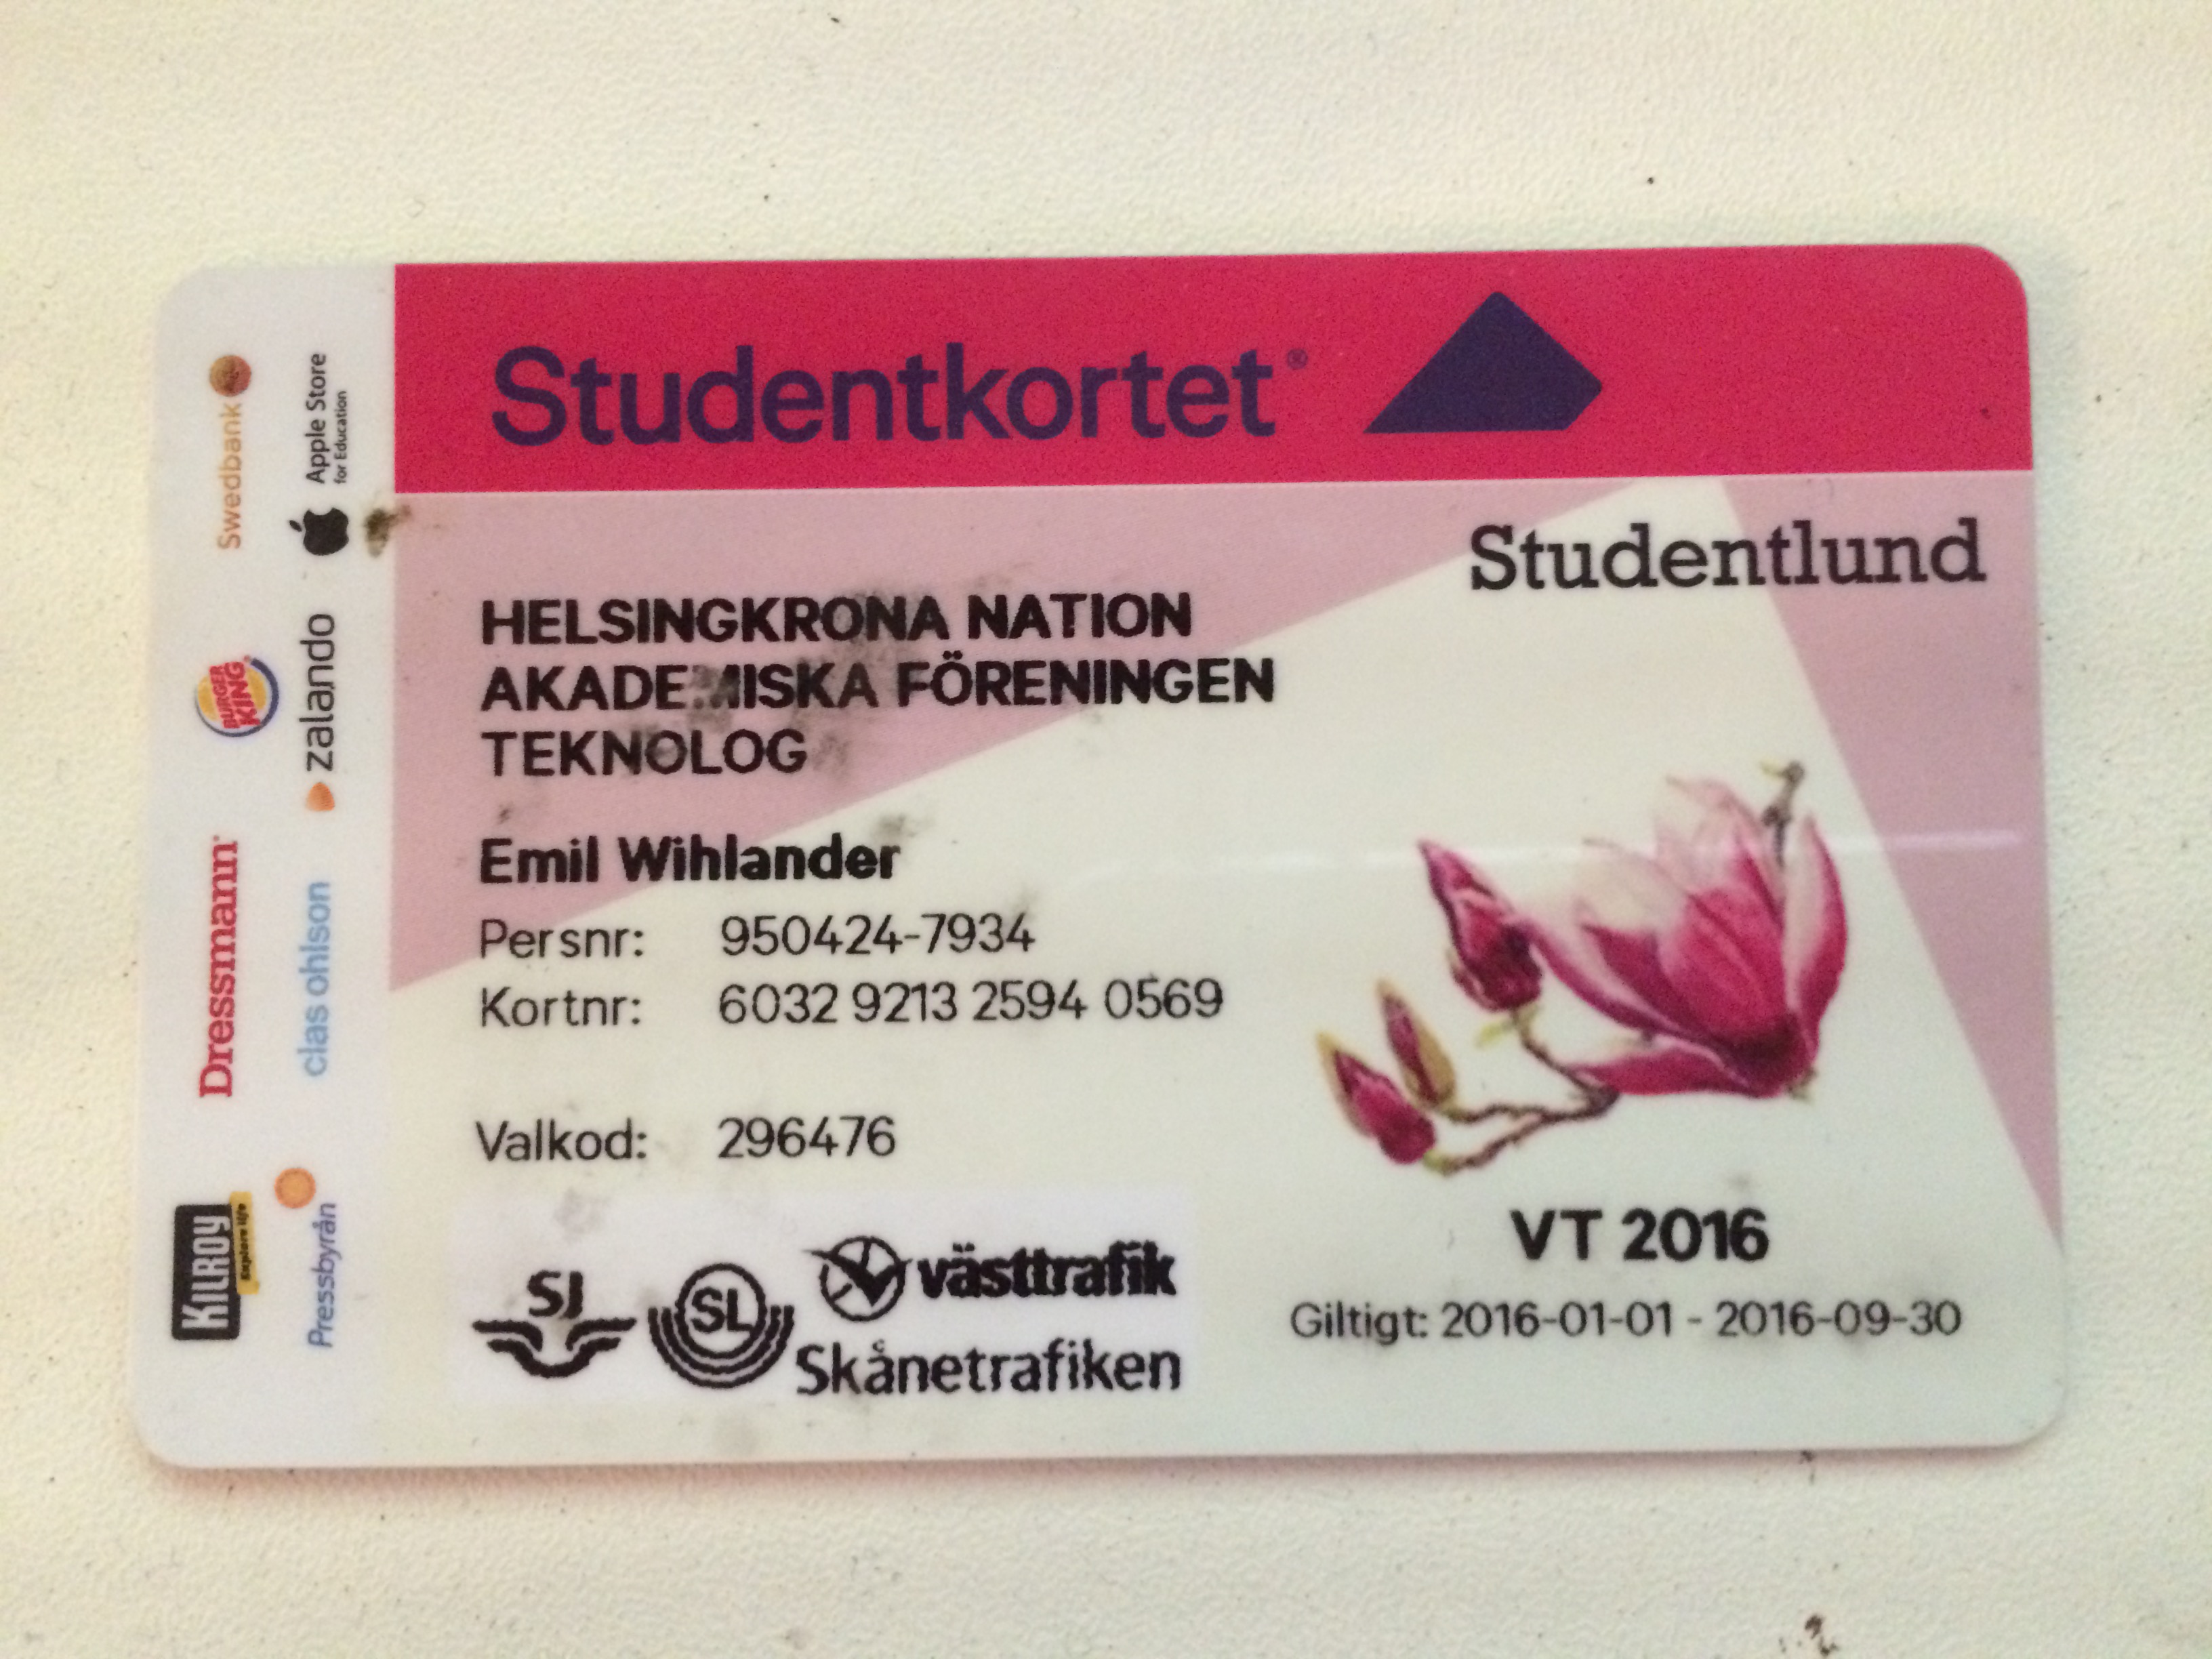 Studentkortet®
Studentlund
HELSINGKRONA NATION
AKADEMISKA FÖRENINGEN
TEKNOLOG
Emil Wihlander
Persnr: 950424-7934
Kortnr: 6032 9213 2594 0569
Valkod: 296476
SJ
SL
västtrafik
Skånetrafiken
VT 2016
Giltigt: 2016-01-01 - 2016-09-30
Swedbank
Apple Store
for Education
BURGER
KING
zalando
Dressmann
clas ohlson
KILROY
Explore life
Pressbyrån